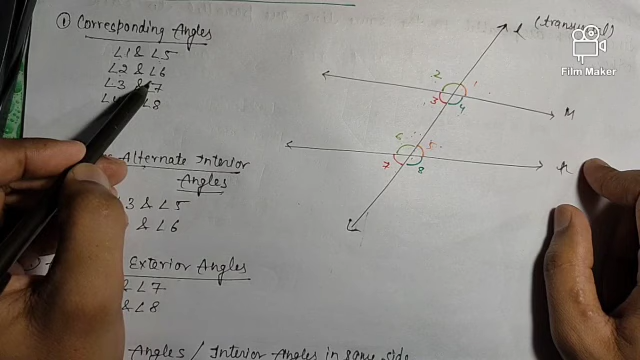 ① Corresponding Angles
∠1 & ∠5
∠2 & ∠6
∠3 & ∠7
∠8
Alternate Interior
Angles
∠3 & ∠5
& ∠6
Exterior Angles
& ∠7
& ∠8
Angles / Interior Angles in same side
l (transversal)
2 1
3 4
M
6 5
7 8
Film Maker